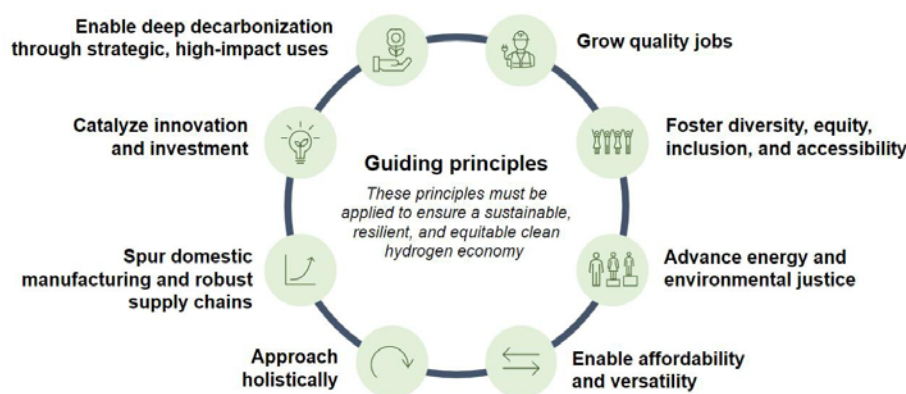 Enable deep decarbonization
through strategic, high-impact uses
Grow quality jobs
Catalyze innovation
and investment
Foster diversity, equity,
inclusion, and accessibility
Guiding principles
These principles must be
applied to ensure a sustainable,
resilient, and equitable clean
hydrogen economy
Spur domestic
manufacturing and robust
supply chains
Advance energy and
environmental justice
Approach
holistically
Enable affordability
and versatility